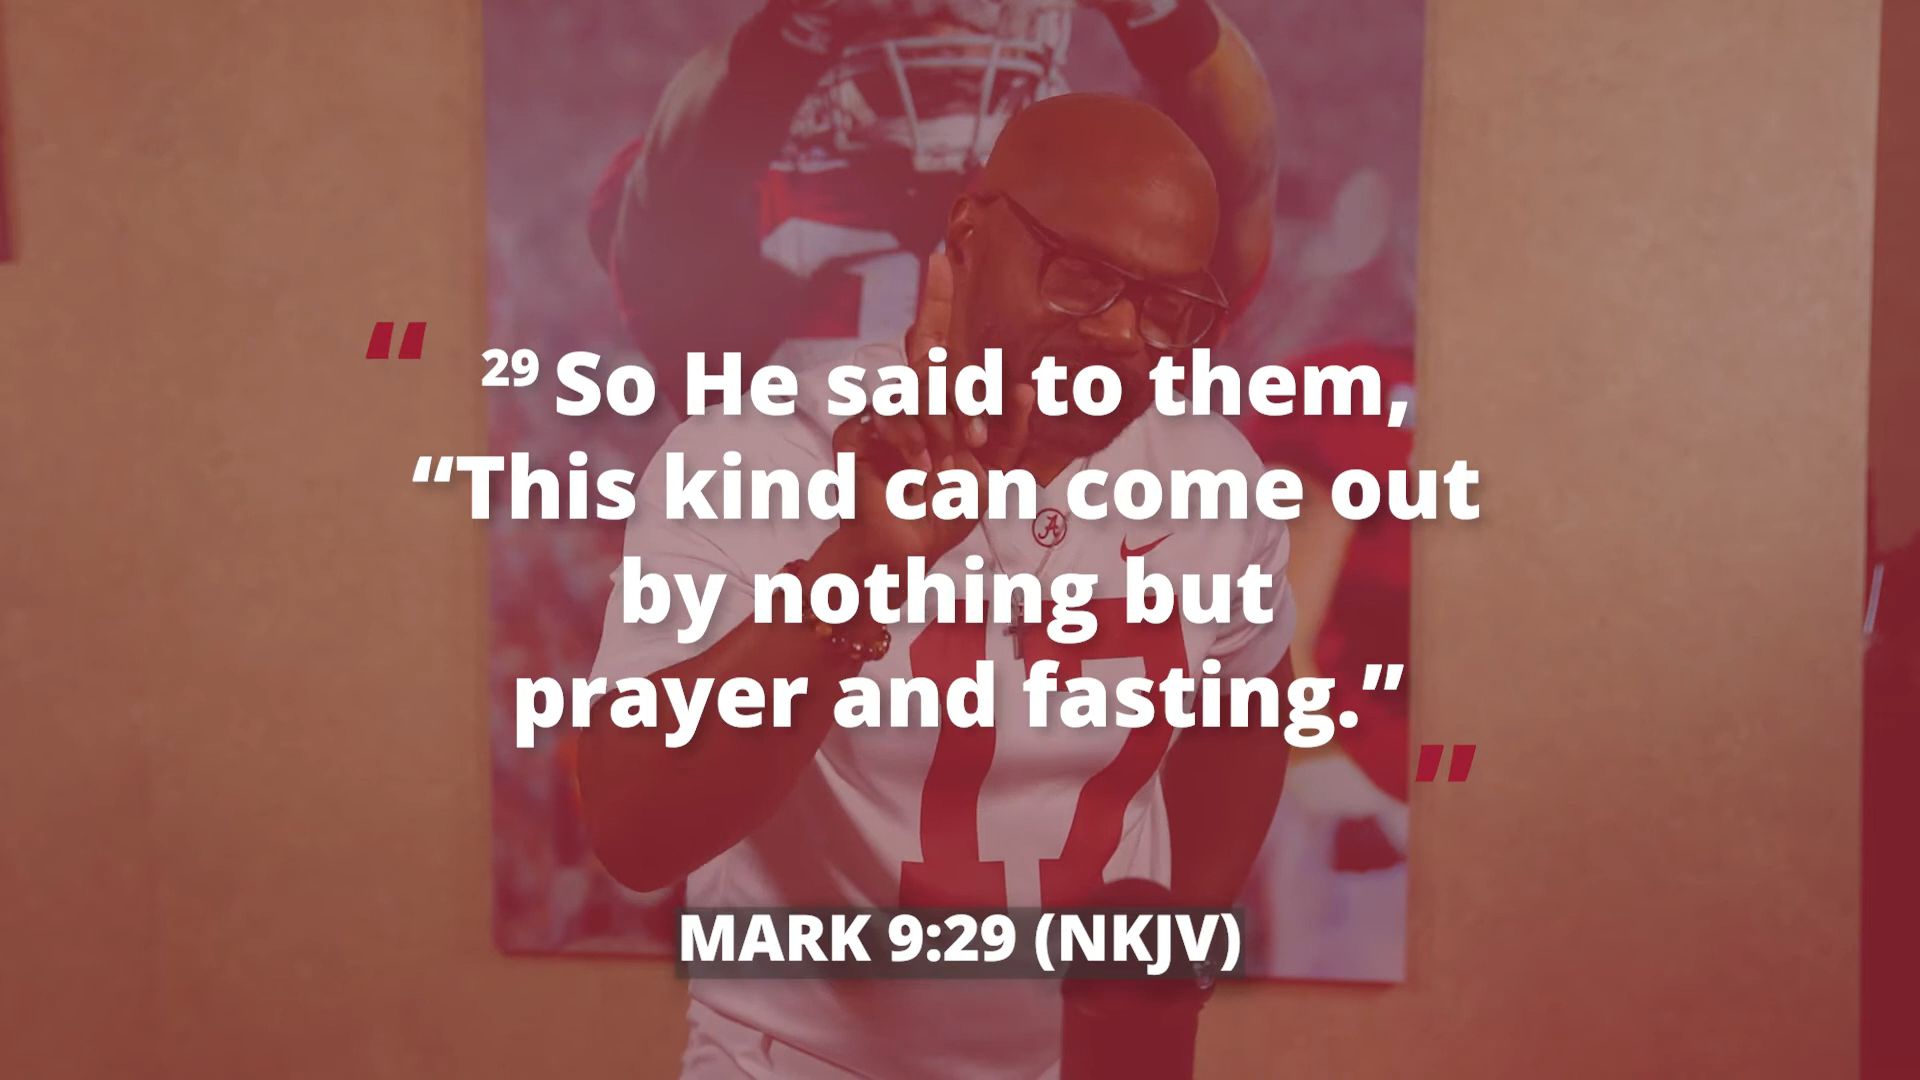 “
29 So He said to them,
“This kind can come out
by nothing but
prayer and fasting.”
”
MARK 9:29 (NKJV)
A
17